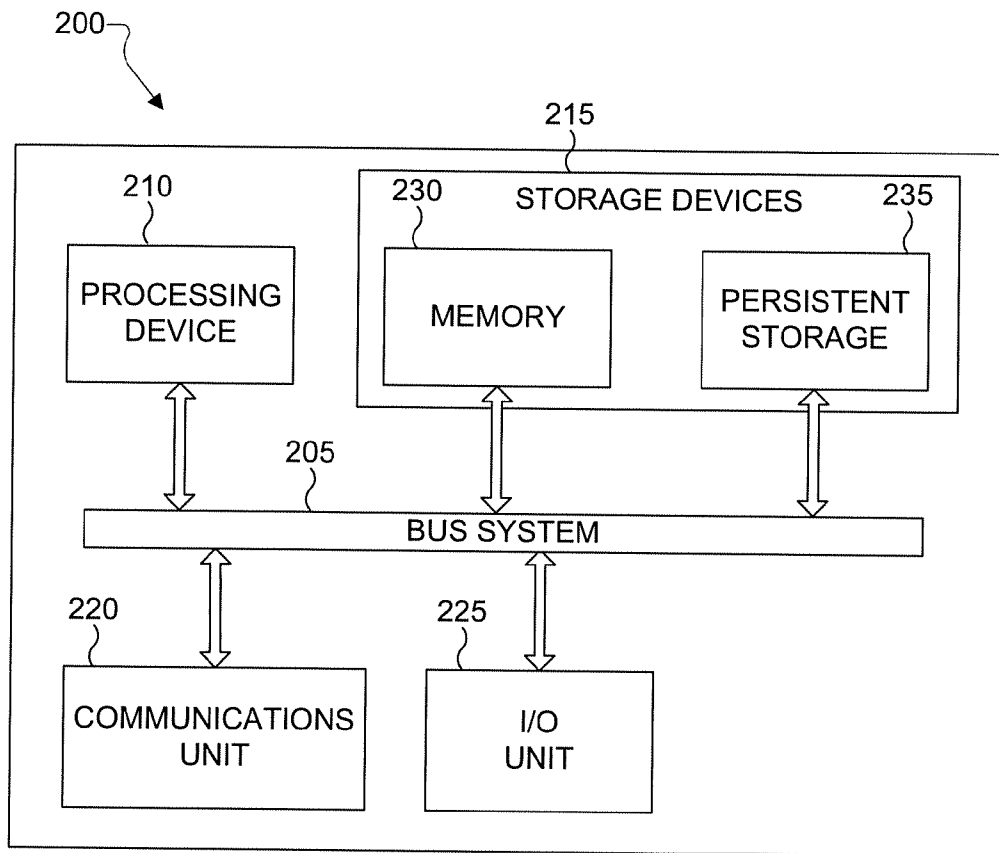 200
215
210
230
STORAGE DEVICES
235
PROCESSING
DEVICE
MEMORY
PERSISTENT
STORAGE
205
BUS SYSTEM
220
225
COMMUNICATIONS
UNIT
I/O
UNIT